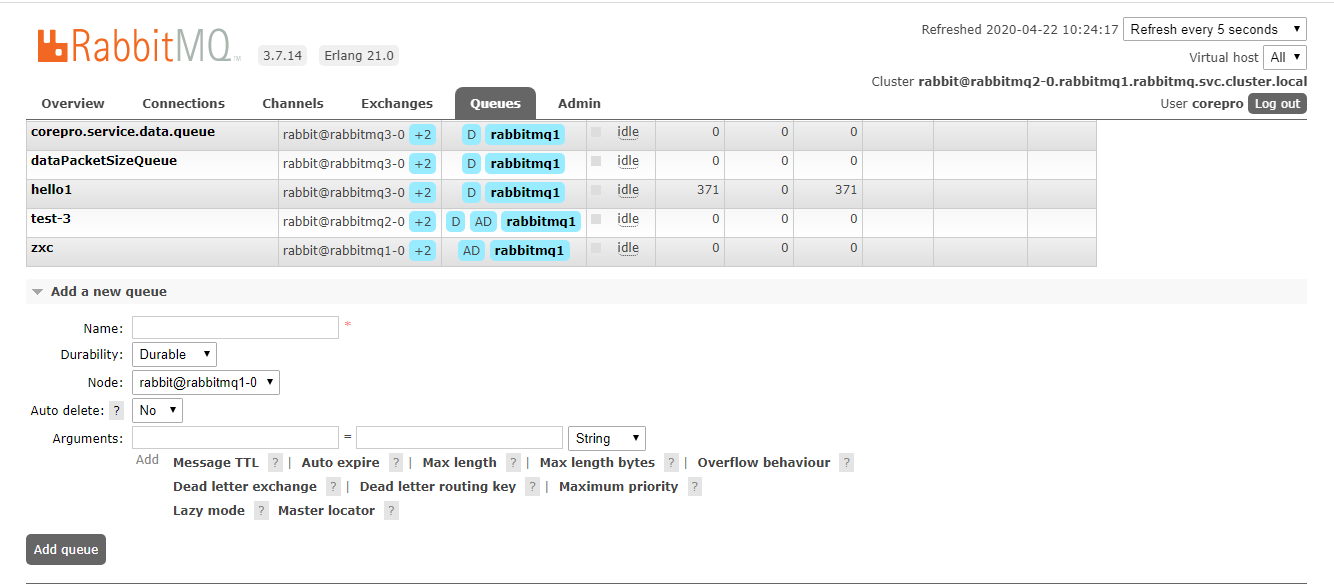 Refreshed 2020-04-22 10:24:17 Refresh every 5 seconds
RabbitMQ TM 3.7.14 Erlang 21.0
Virtual host All
Cluster rabbit@rabbitmq2-0.rabbitmq1.rabbitmq.svc.cluster.local
Overview Connections Channels Exchanges Queues Admin
User corepro Log out
corepro.service.data.queue rabbit@rabbitmq3-0 +2 D rabbitmq1 idle 0 0 0
dataPacketSizeQueue rabbit@rabbitmq3-0 +2 D rabbitmq1 idle 0 0 0
hello1 rabbit@rabbitmq3-0 +2 D rabbitmq1 idle 371 0 371
test-3 rabbit@rabbitmq2-0 +2 D AD rabbitmq1 idle 0 0 0
zxc rabbit@rabbitmq1-0 +2 AD rabbitmq1 idle 0 0 0
Add a new queue
Name: *
Durability: Durable
Node: rabbit@rabbitmq1-0
Auto delete: ? No
Arguments: = String
Add Message TTL ? | Auto expire ? | Max length ? | Max length bytes ? | Overflow behaviour ?
Dead letter exchange ? | Dead letter routing key ? | Maximum priority ?
Lazy mode ? Master locator ?
Add queue